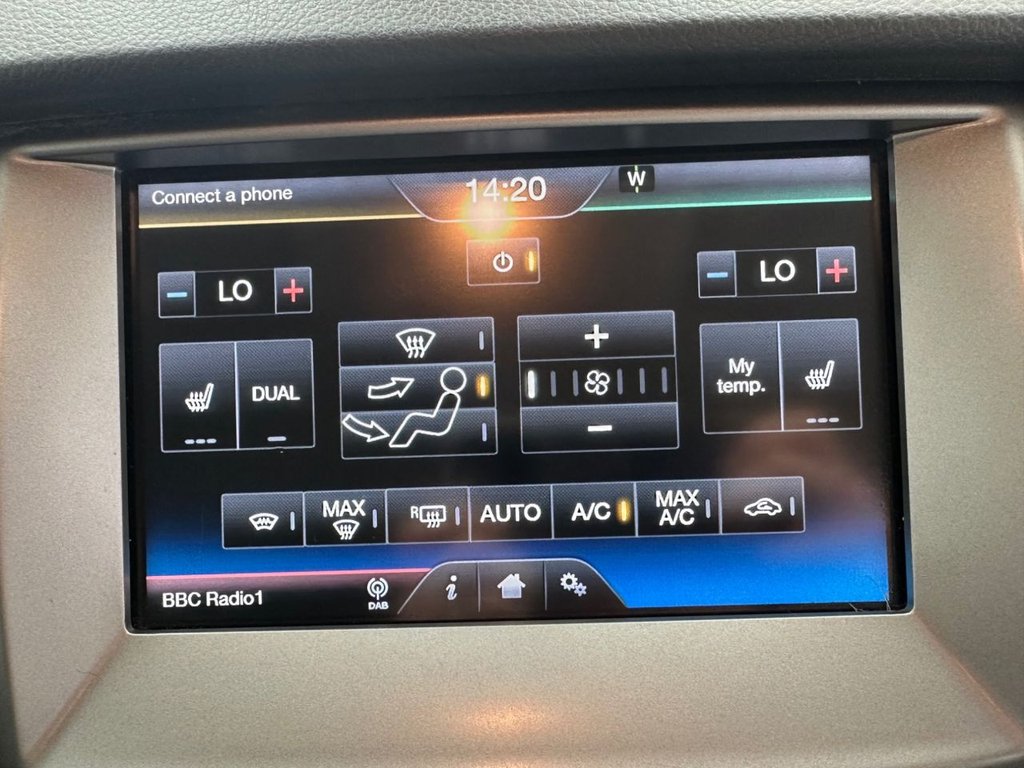 Connect a phone
14:20
W
LO
LO
DUAL
My
temp.
MAX
R
AUTO
A/C
MAX
A/C
BBC Radio1
DAB
i